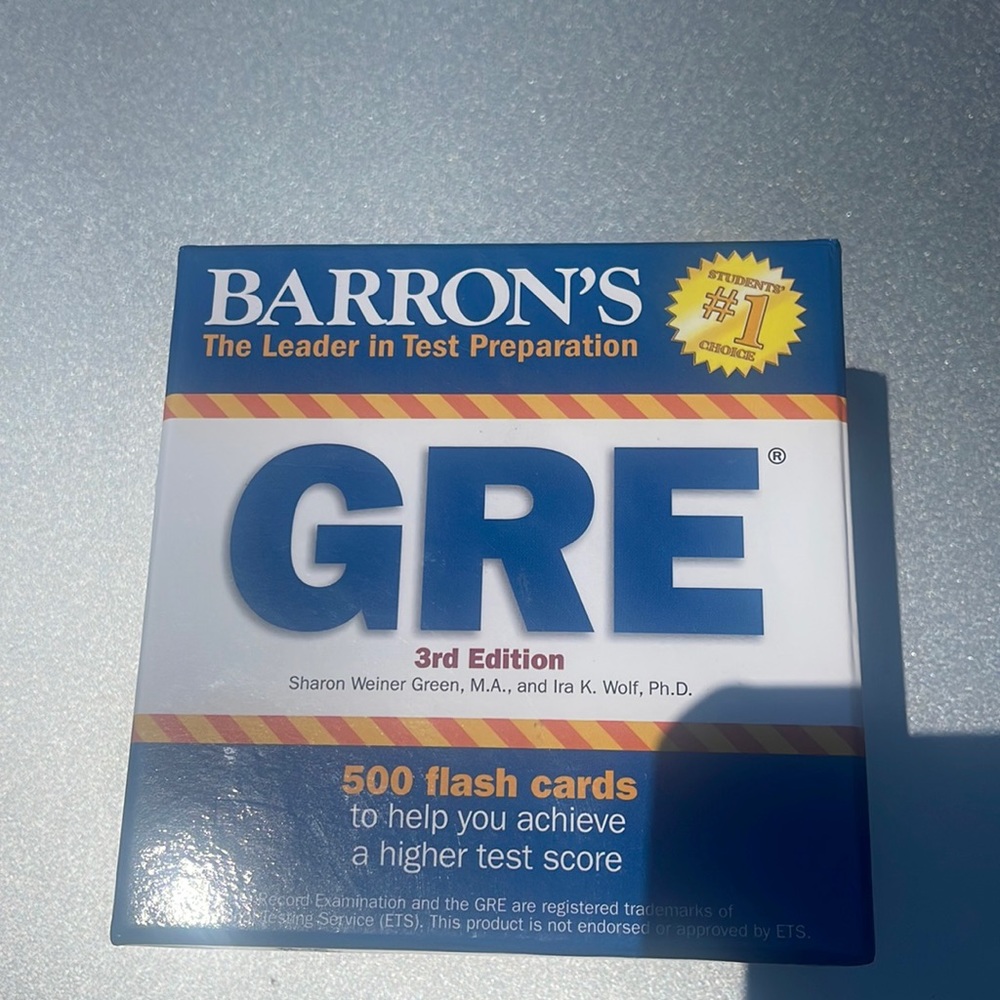 BARRON'S
The Leader in Test Preparation
STUDENTS'
#1
CHOICE
GRE®
3rd Edition
Sharon Weiner Green, M.A., and Ira K. Wolf, Ph.D.
500 flash cards
to help you achieve
a higher test score
Record Examination and the GRE are registered trademarks of
Testing Service (ETS). This product is not endorsed or approved by ETS.